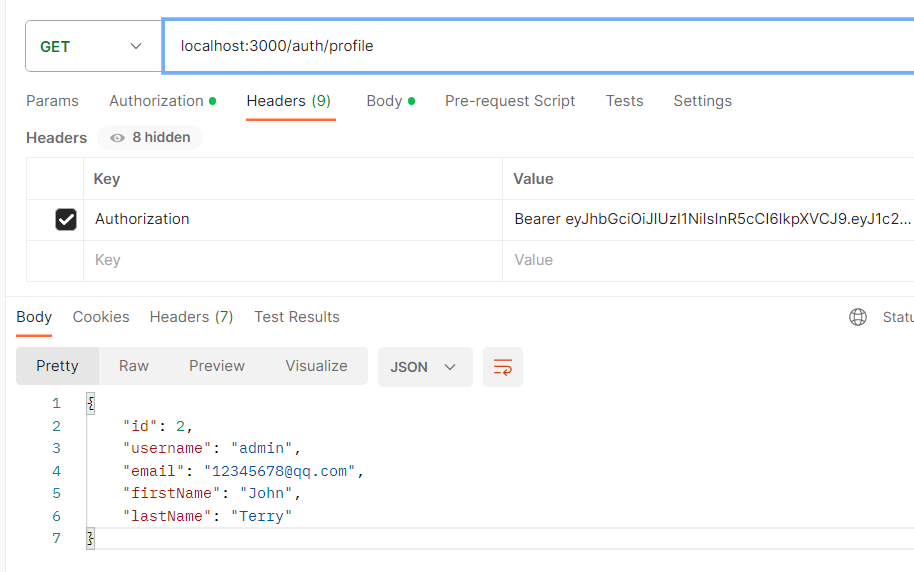 GET localhost:3000/auth/profile
Params Authorization Headers (9) Body Pre-request Script Tests Settings
Headers 8 hidden
Key Value
Authorization Bearer eyJhbGciOiJIUzI1NiIsInR5cCI6IkpXVCJ9.eyJ1c2...
Key Value
Body Cookies Headers (7) Test Results Statu
Pretty Raw Preview Visualize JSON
1 {
2 "id": 2,
3 "username": "admin",
4 "email": "12345678@qq.com",
5 "firstName": "John",
6 "lastName": "Terry"
7 }